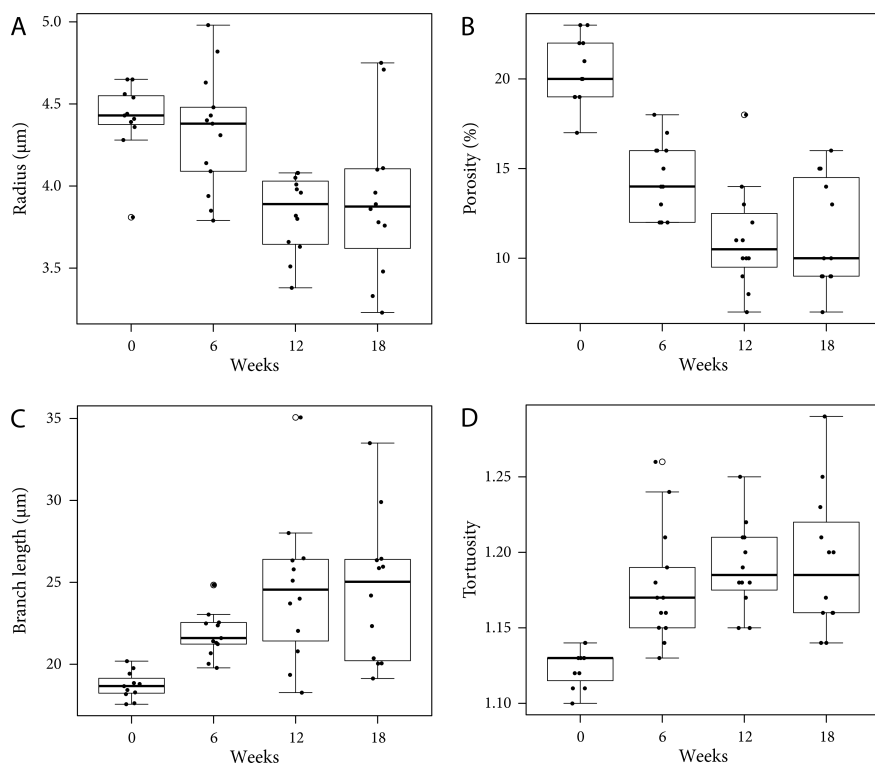 A
Radius (μm)
5.0
4.5
4.0
3.5
0 6 12 18
Weeks
B
Porosity (%)
20
15
10
0 6 12 18
Weeks
C
Branch length (μm)
35
30
25
20
0 6 12 18
Weeks
D
Tortuosity
1.25
1.20
1.15
1.10
0 6 12 18
Weeks